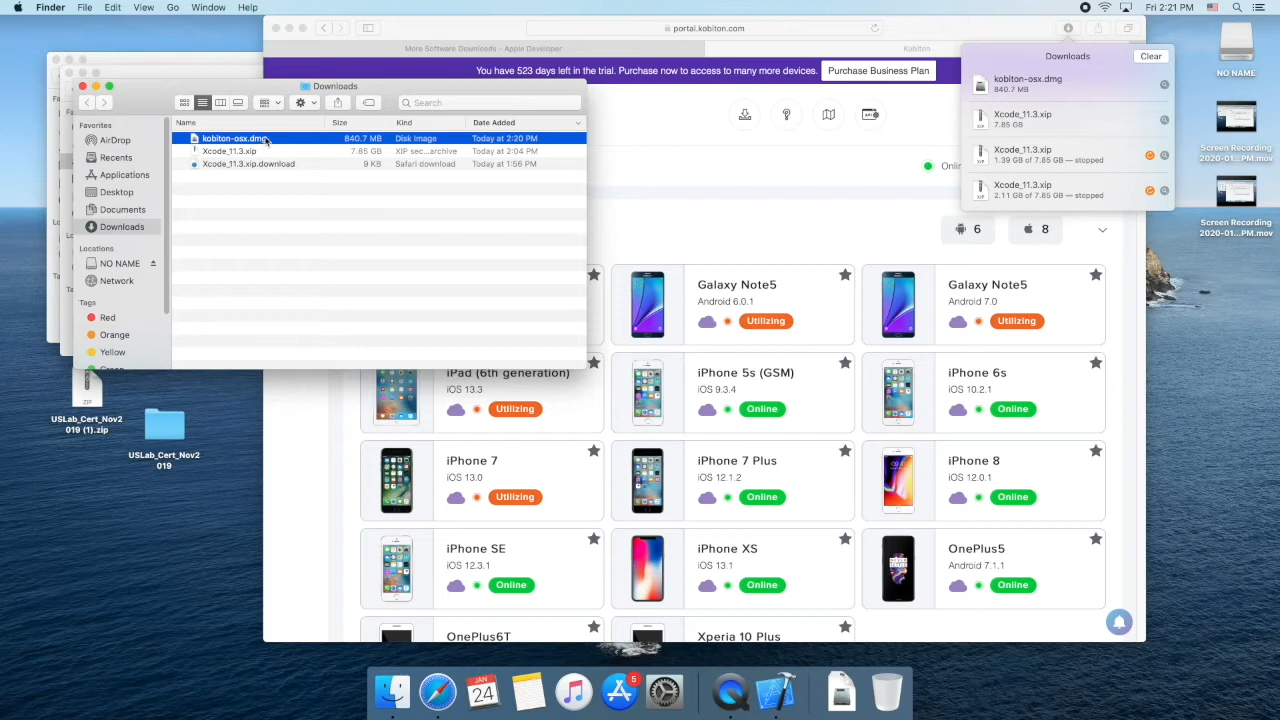 Finder File Edit View Go Window Help
Fri 2:21 PM
portal.kobiton.com
More Software Downloads - Apple Developer
Kobiton
You have 523 days left in the trial. Purchase now to access to many more devices. Purchase Business Plan
Downloads Clear
kobiton-osx.dmg
840.7 MB
Xcode_11.3.xip
7.85 GB
Xcode_11.3.xip
1.39 GB of 7.85 GB — stopped
Xcode_11.3.xip
2.11 GB of 7.85 GB — stopped
NO NAME
Screen Recording
2020-01...PM.mov
Screen Recording
2020-01...PM.mov
Downloads
Search
Favorites
AirDrop
Recents
Applications
Desktop
Documents
Downloads
Locations
NO NAME
Network
Tags
Red
Orange
Yellow
Name Size Kind Date Added
kobiton-osx.dmg 840.7 MB Disk Image Today at 2:20 PM
Xcode_11.3.xip 7.85 GB XIP sec...archive Today at 2:04 PM
Xcode_11.3.xip.download 9 KB Safari download Today at 1:56 PM
6
8
Galaxy Note5
Android 6.0.1
Utilizing
Galaxy Note5
Android 7.0
Utilizing
iPad (6th generation)
iOS 13.3
Utilizing
iPhone 5s (GSM)
iOS 9.3.4
Online
iPhone 6s
iOS 10.2.1
Online
iPhone 7
iOS 13.0
Utilizing
iPhone 7 Plus
iOS 12.1.2
Online
iPhone 8
iOS 12.0.1
Online
iPhone SE
iOS 12.3.1
Online
iPhone XS
iOS 13.1
Online
OnePlus5
Android 7.1.1
Online
OnePlus6T
Xperia 10 Plus
ZIP
USLab_Cert_Nov2
019 (1).zip
USLab_Cert_Nov2
019
JAN
24
5